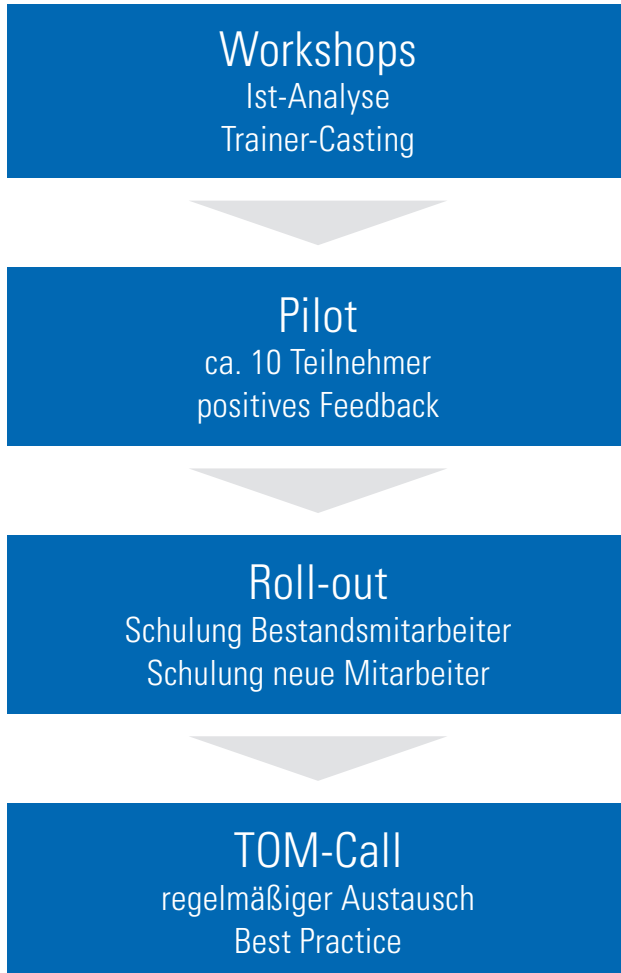 Workshops
Ist-Analyse
Trainer-Casting
Pilot
ca. 10 Teilnehmer
positives Feedback
Roll-out
Schulung Bestandsmitarbeiter
Schulung neue Mitarbeiter
TOM-Call
regelmäßiger Austausch
Best Practice